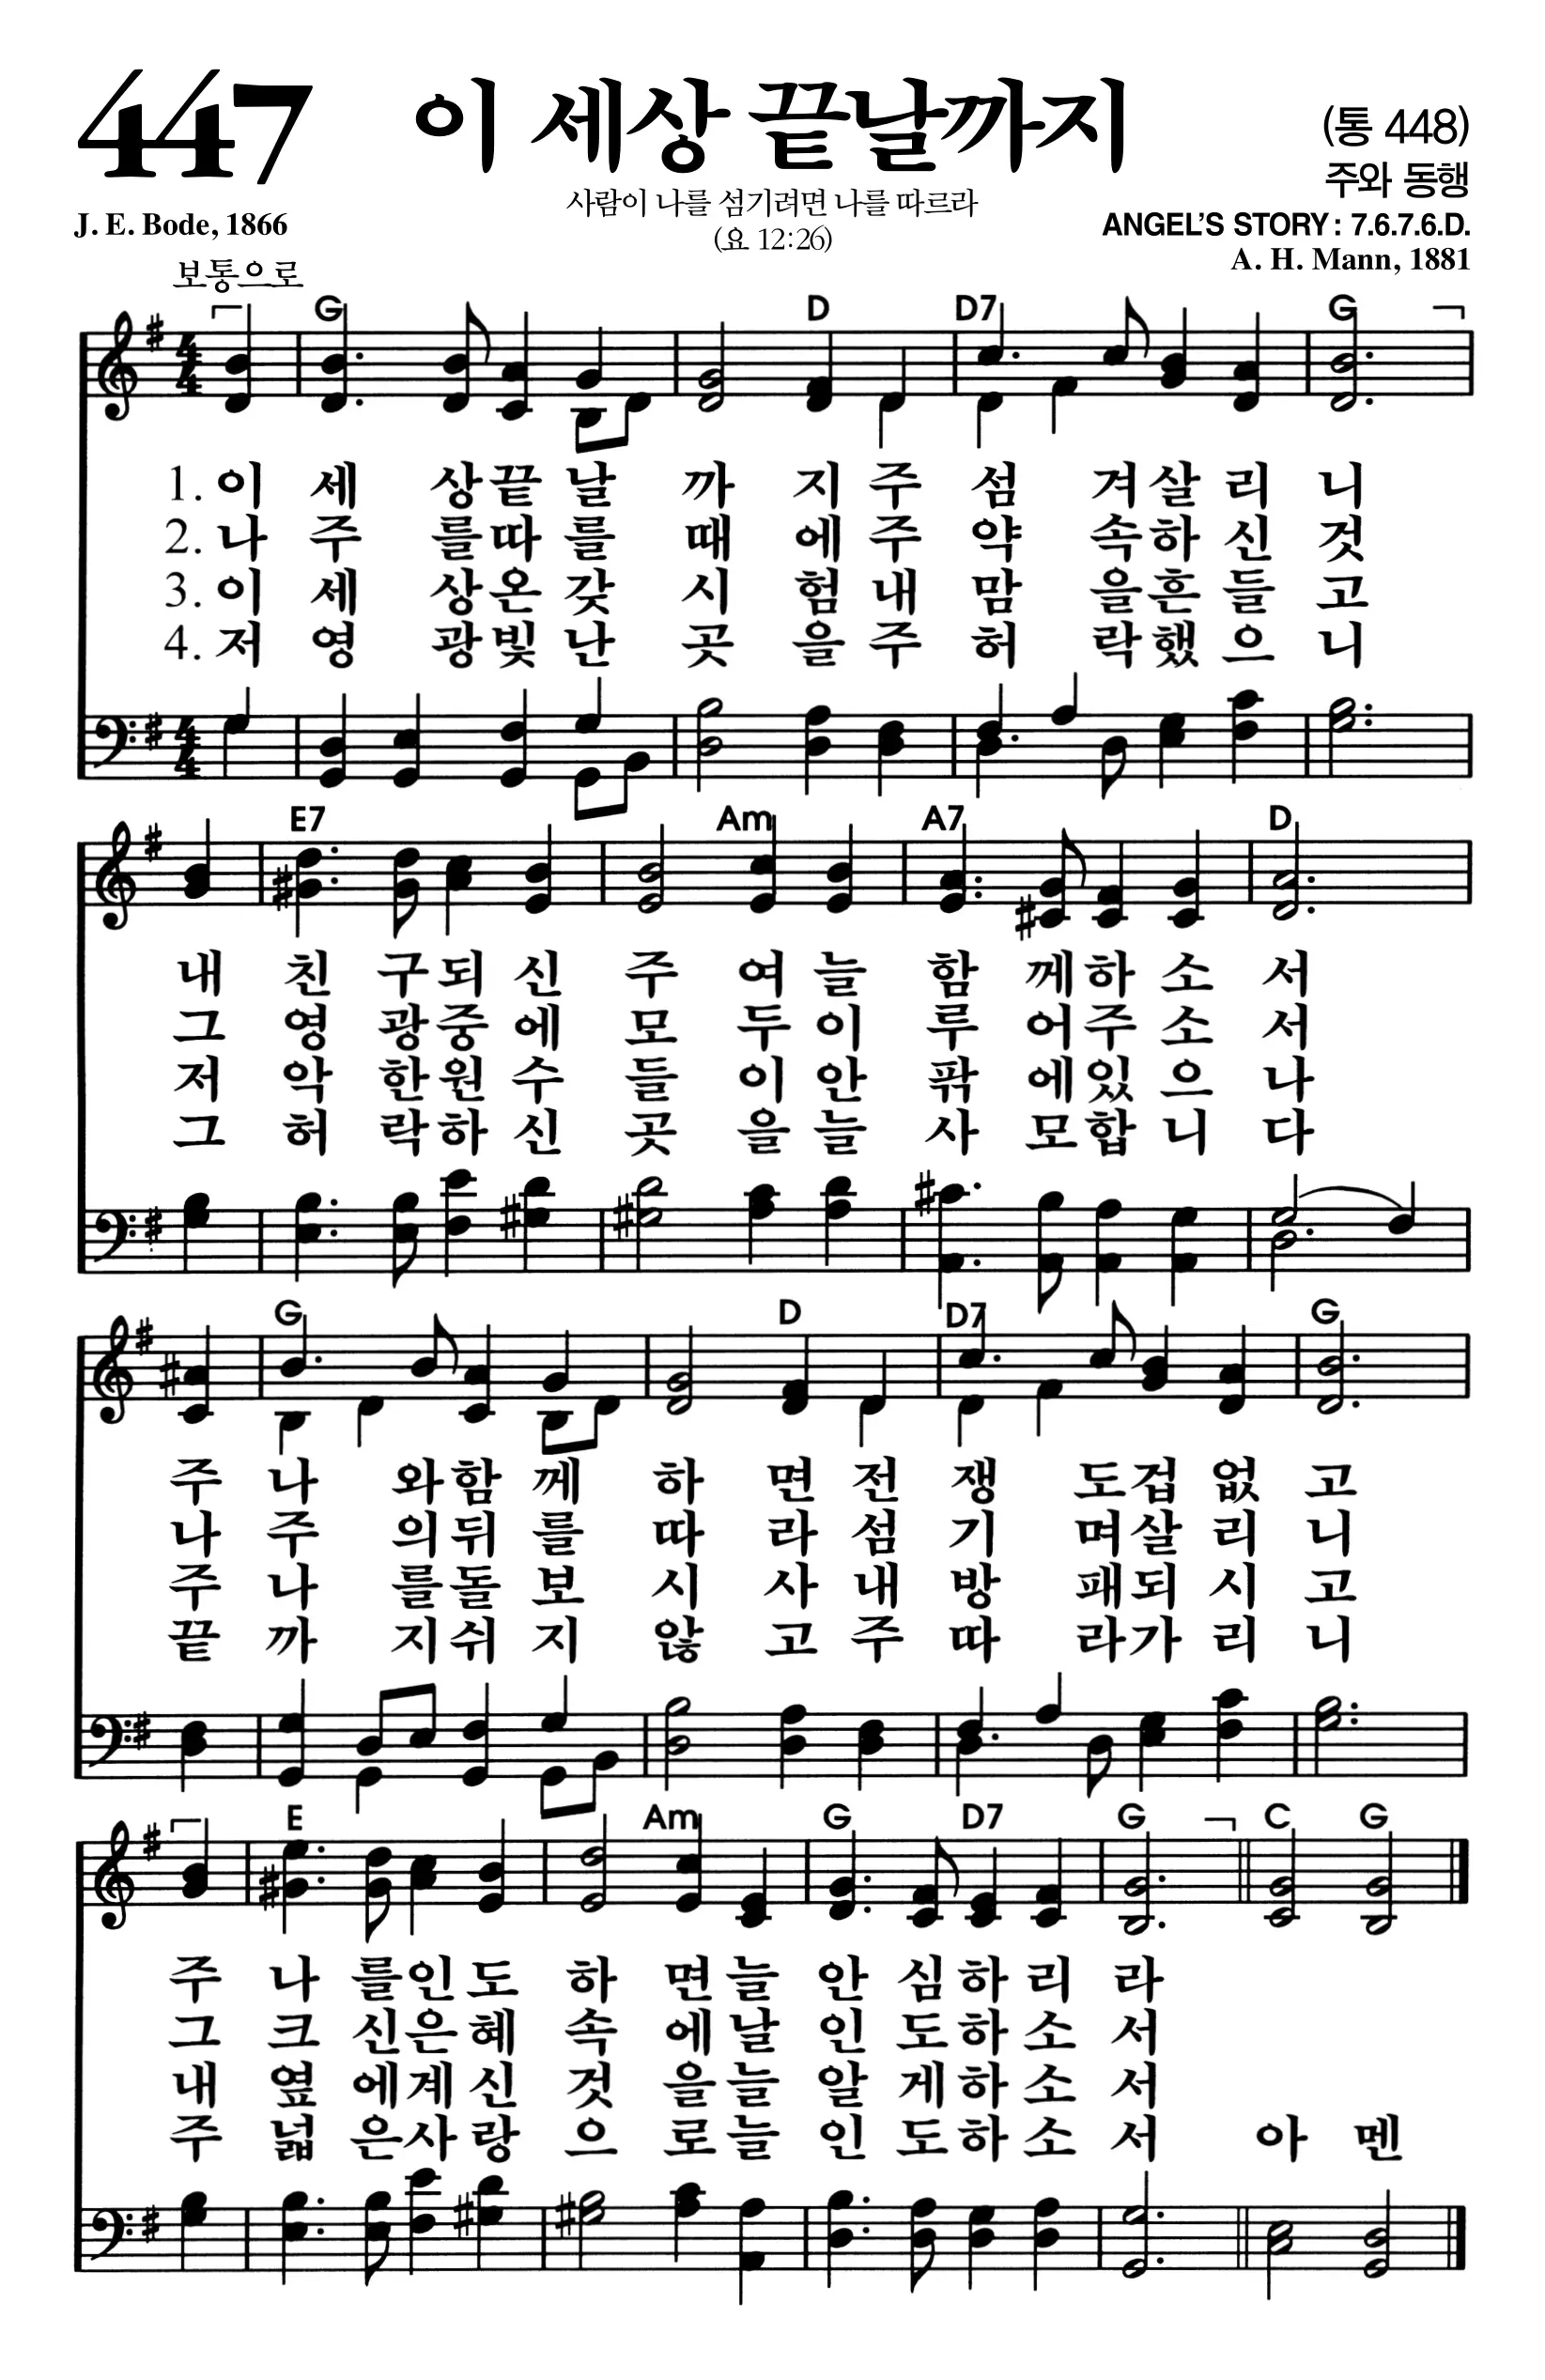 447 이 세상 끝날까지 (통 448)
주와 동행
사람이 나를 섬기려면 나를 따르라
(요 12:26)
J. E. Bode, 1866
ANGEL'S STORY : 7.6.7.6.D.
A. H. Mann, 1881
보통으로
G D D7 G
1. 이 세 상끝 날 까 지 주 섬 겨살 리 니
2. 나 주 를따 를 때 에 주 약 속하 신 것
3. 이 세 상온 갖 시 험 내 맘 을흔 들 고
4. 저 영 광빛 난 곳 을 주 허 락했 으 니
E7 Am A7 D
내 친 구되 신 주 여 늘 함 께하 소 서
그 영 광중 에 모 두 이 루 어주 소 서
저 악 한원 수 들 이 안 팎 에있 으 나
그 허 락하 신 곳 을 늘 사 모합 니 다
G D D7 G
주 나 와함 께 하 면 전 쟁 도겁 없 고
나 주 의뒤 를 따 라 섬 기 며살 리 니
주 나 를돌 보 시 사 내 방 패되 시 고
끝 까 지쉬 지 않 고 주 따 라가 리 니
E Am G D7 G C G
주 나 를인 도 하 면 늘 안 심하 리 라
그 크 신은 혜 속 에 날 인 도하 소 서
내 옆 에계 신 것 을 늘 알 게하 소 서
주 넓 은사 랑 으 로 늘 인 도하 소 서 아 멘